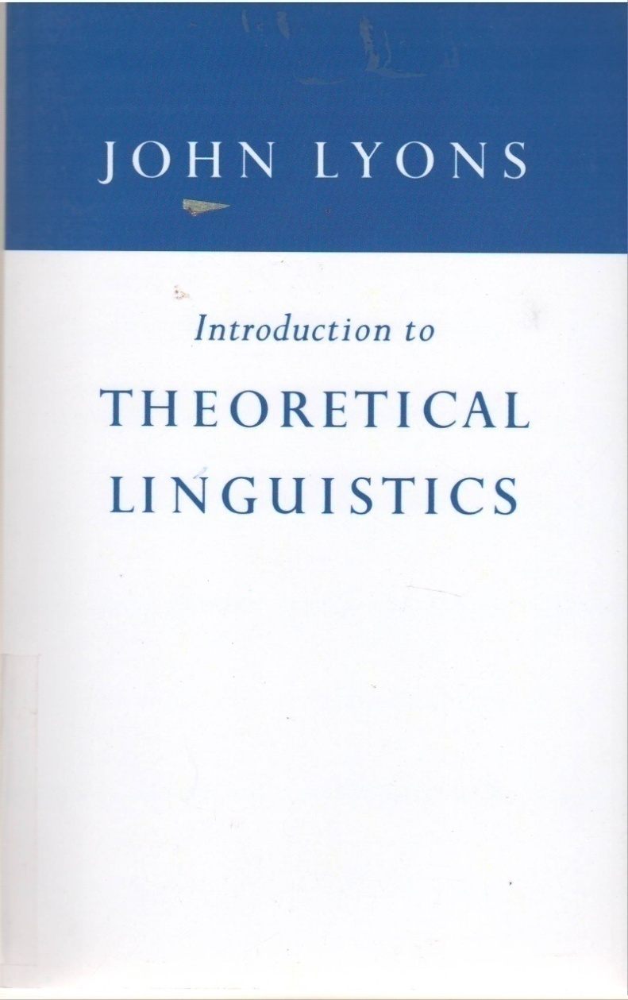 JOHN LYONS
Introduction to
THEORETICAL
LINGUISTICS